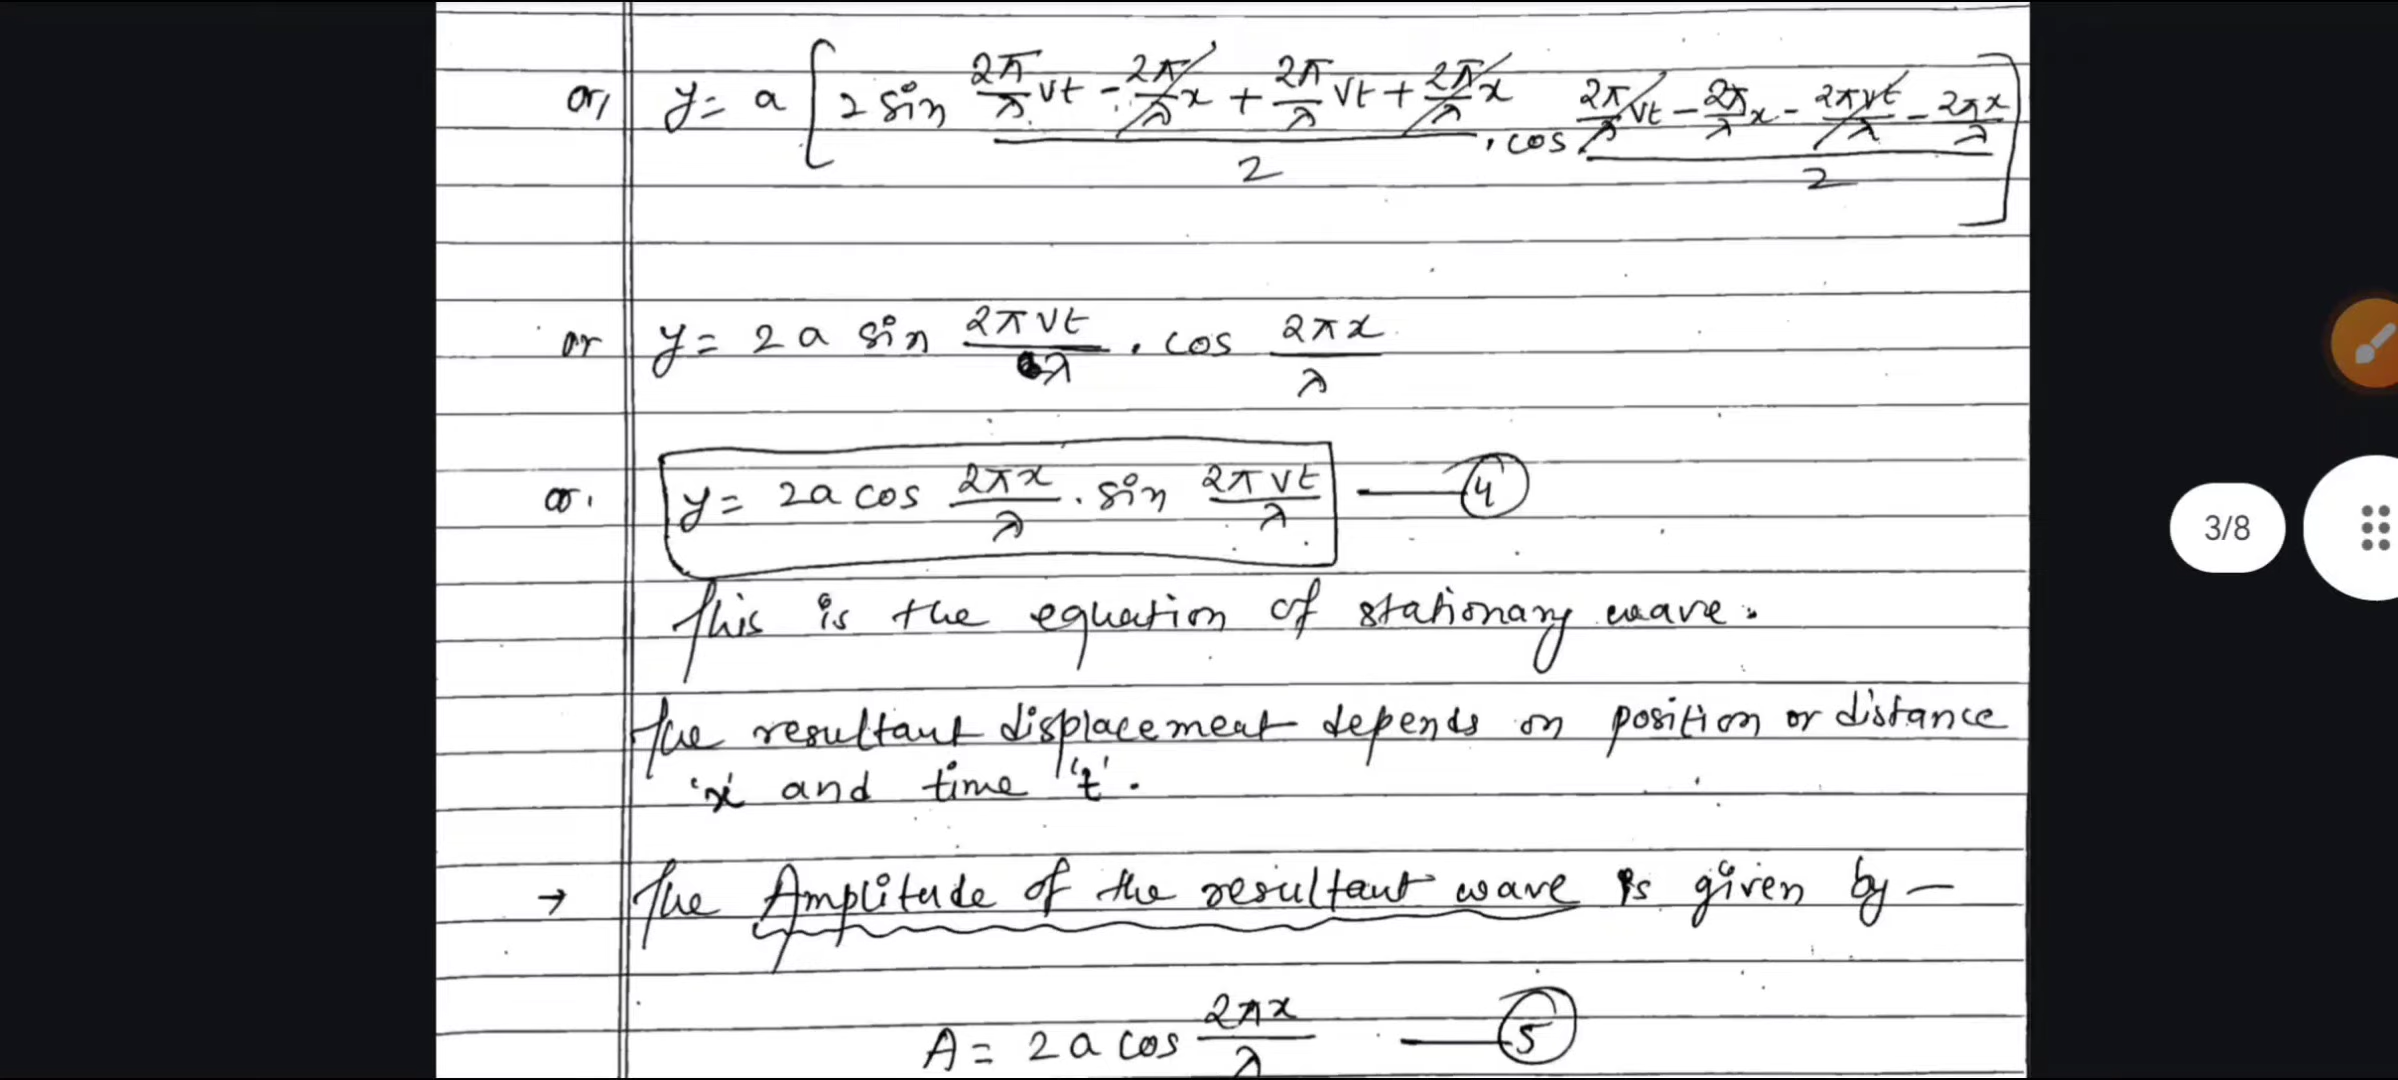 or, y = a [ 2 sin (2π/λ vt - 2π/λ x + 2π/λ vt + 2π/λ x)/2 . cos (2π/λ vt - 2π/λ x - 2πvt/λ - 2πx/λ)/2 ]
or y = 2 a sin 2πvt/λ . cos 2πx/λ
or. y = 2a cos 2πx/λ . sin 2πvt/λ — 4
3/8
This is the equation of stationary wave.
The resultant displacement depends on position or distance
'x' and time 't'.
→ The Amplitude of the resultant wave is given by —
A = 2 a cos 2πx/λ — 5